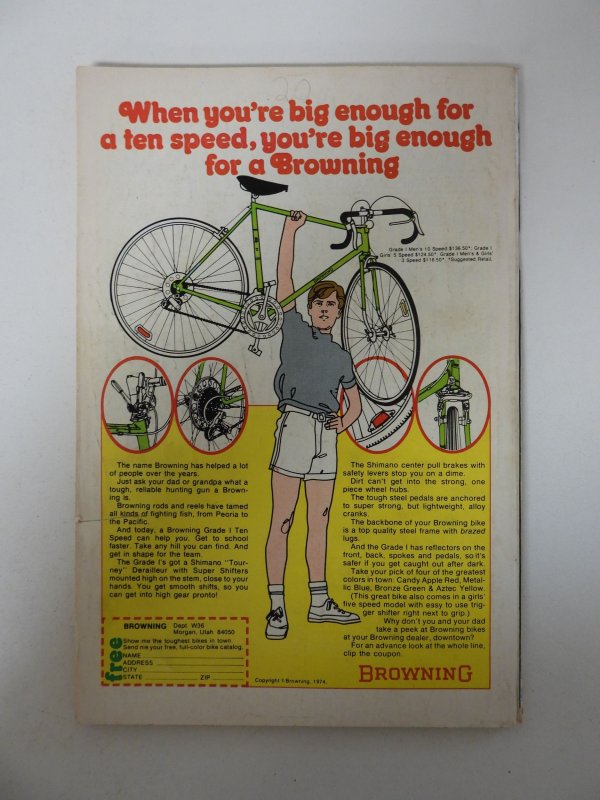 When you're big enough for
a ten speed, you're big enough
for a Browning
Grade I Men's 10 Speed $136.50*; Grade I
Girls' 5 Speed $124.50*; Grade I Men's & Girls'
3 Speed $116.50*. *Suggested Retail.
The name Browning has helped a lot
of people over the years.
Just ask your dad or grandpa what a
tough, reliable hunting gun a Brown-
ing is.
Browning rods and reels have tamed
all kinds of fighting fish, from Peoria to
the Pacific.
And today, a Browning Grade I Ten
Speed can help you. Get to school
faster. Take any hill you can find. And
get in shape for the team.
The Grade I's got a Shimano "Tour-
ney" Derailleur with Super Shifters
mounted high on the stem, close to your
hands. You get smooth shifts, so you
can get into high gear pronto!
BROWNING Dept W36
Morgan, Utah 84050
free
Show me the toughest bikes in town.
Send me your free, full-color bike catalog.
NAME
ADDRESS
CITY
STATE ZIP
Copyright © Browning, 1974.
The Shimano center pull brakes with
safety levers stop you on a dime.
Dirt can't get into the strong, one
piece wheel hubs.
The tough steel pedals are anchored
to super strong, but lightweight, alloy
cranks.
The backbone of your Browning bike
is a top quality steel frame with brazed
lugs.
And the Grade I has reflectors on the
front, back, spokes and pedals, so it's
safer if you get caught out after dark.
Take your pick of four of the greatest
colors in town: Candy Apple Red, Metal-
lic Blue, Bronze Green & Aztec Yellow.
(This great bike also comes in a girls'
five speed model with easy to use trig-
ger shifter right next to grip.)
Why don't you and your dad
take a peek at Browning bikes
at your Browning dealer, downtown?
For an advance look at the whole line,
clip the coupon.
BROWNING